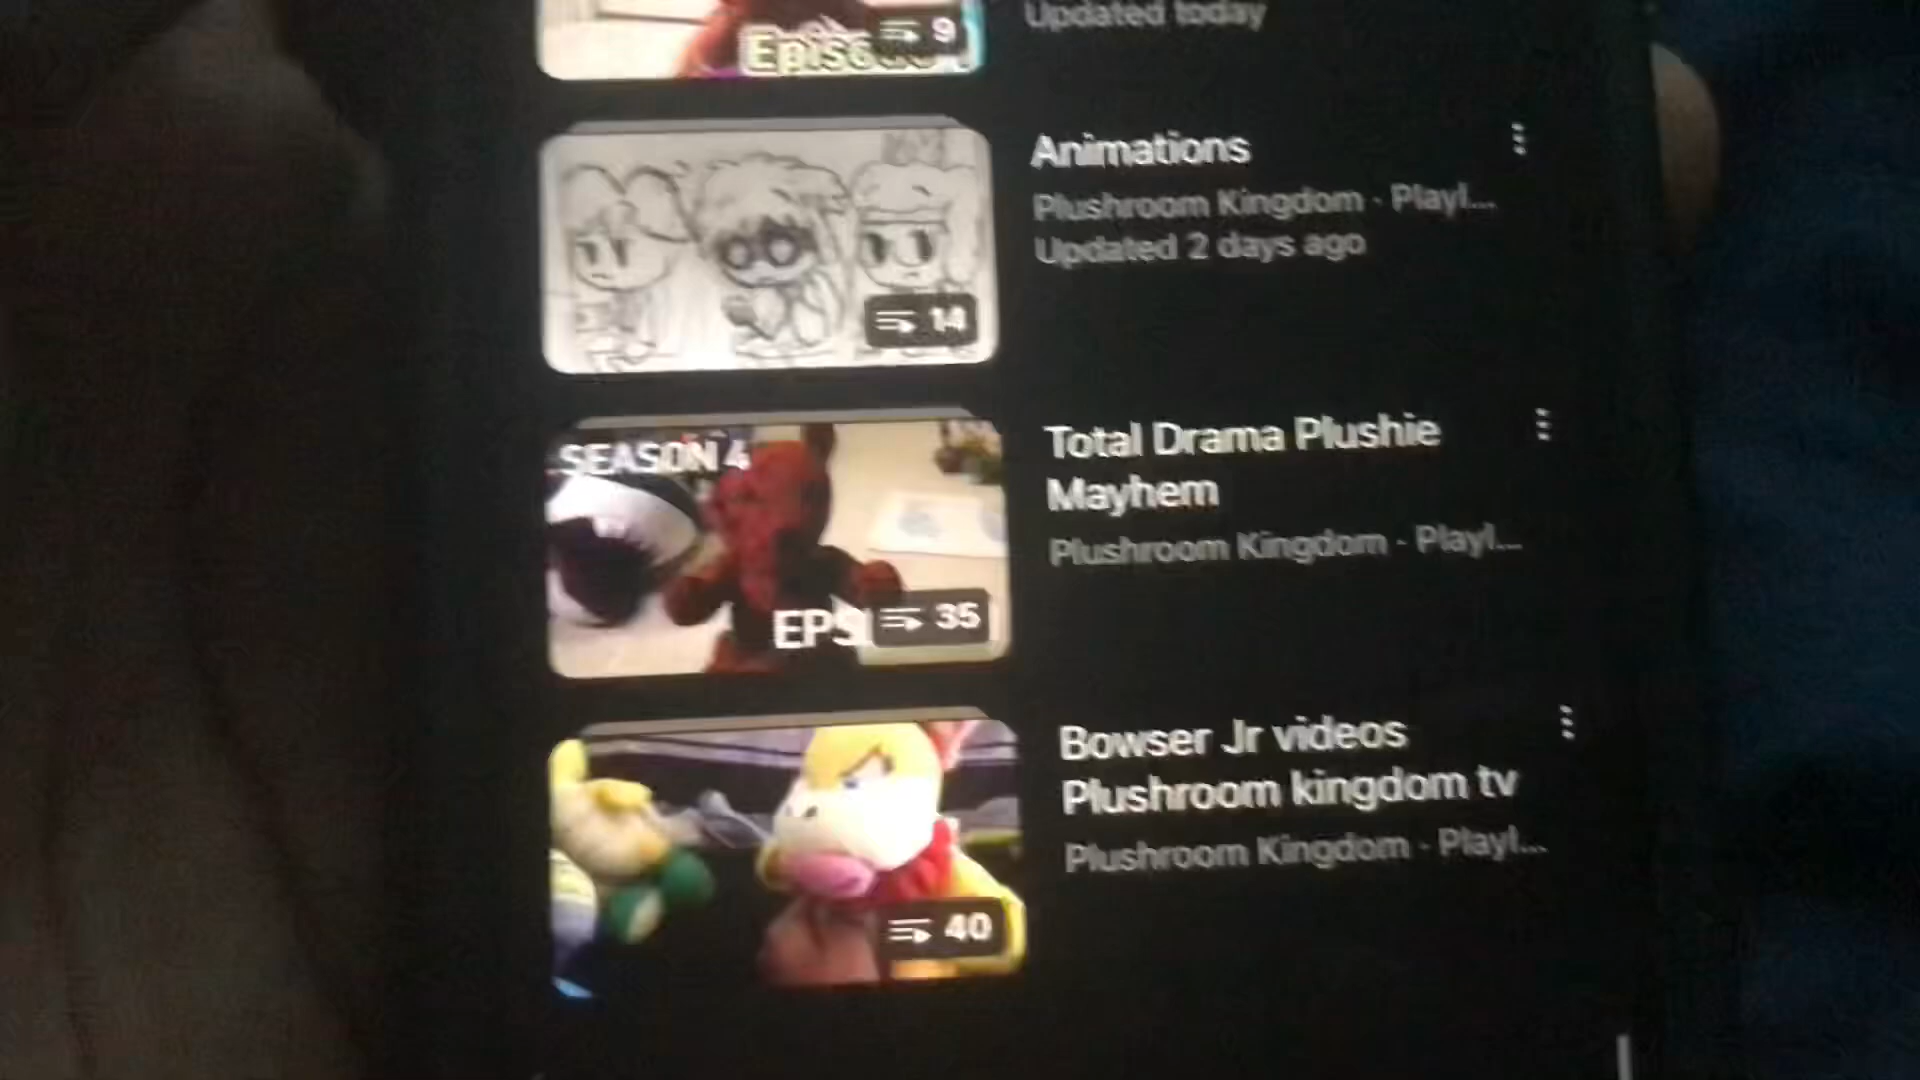 Updated today
9
Animations
Plushroom Kingdom · Playl...
Updated 2 days ago
14
SEASON 4
Total Drama Plushie
Mayhem
Plushroom Kingdom · Playl...
35
Bowser Jr videos
Plushroom kingdom tv
Plushroom Kingdom · Playl...
40